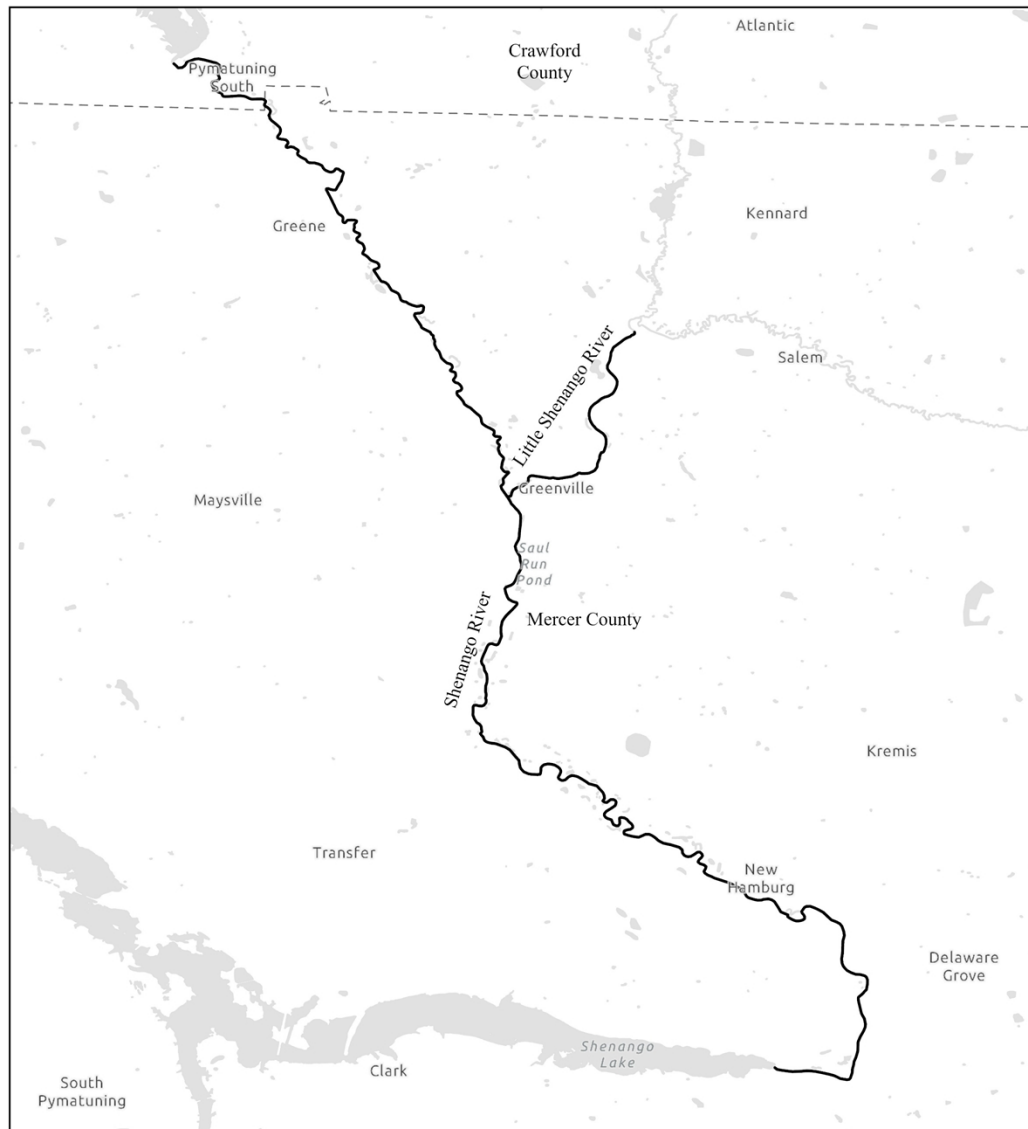 Atlantic
Crawford
County
Pymatuning
South
Kennard
Greene
Salem
Little Shenango River
Greenville
Maysville
Saul
Run
Pond
Shenango River
Mercer County
Kremis
Transfer
New
Hamburg
Delaware
Grove
Shenango
Lake
Clark
South
Pymatuning